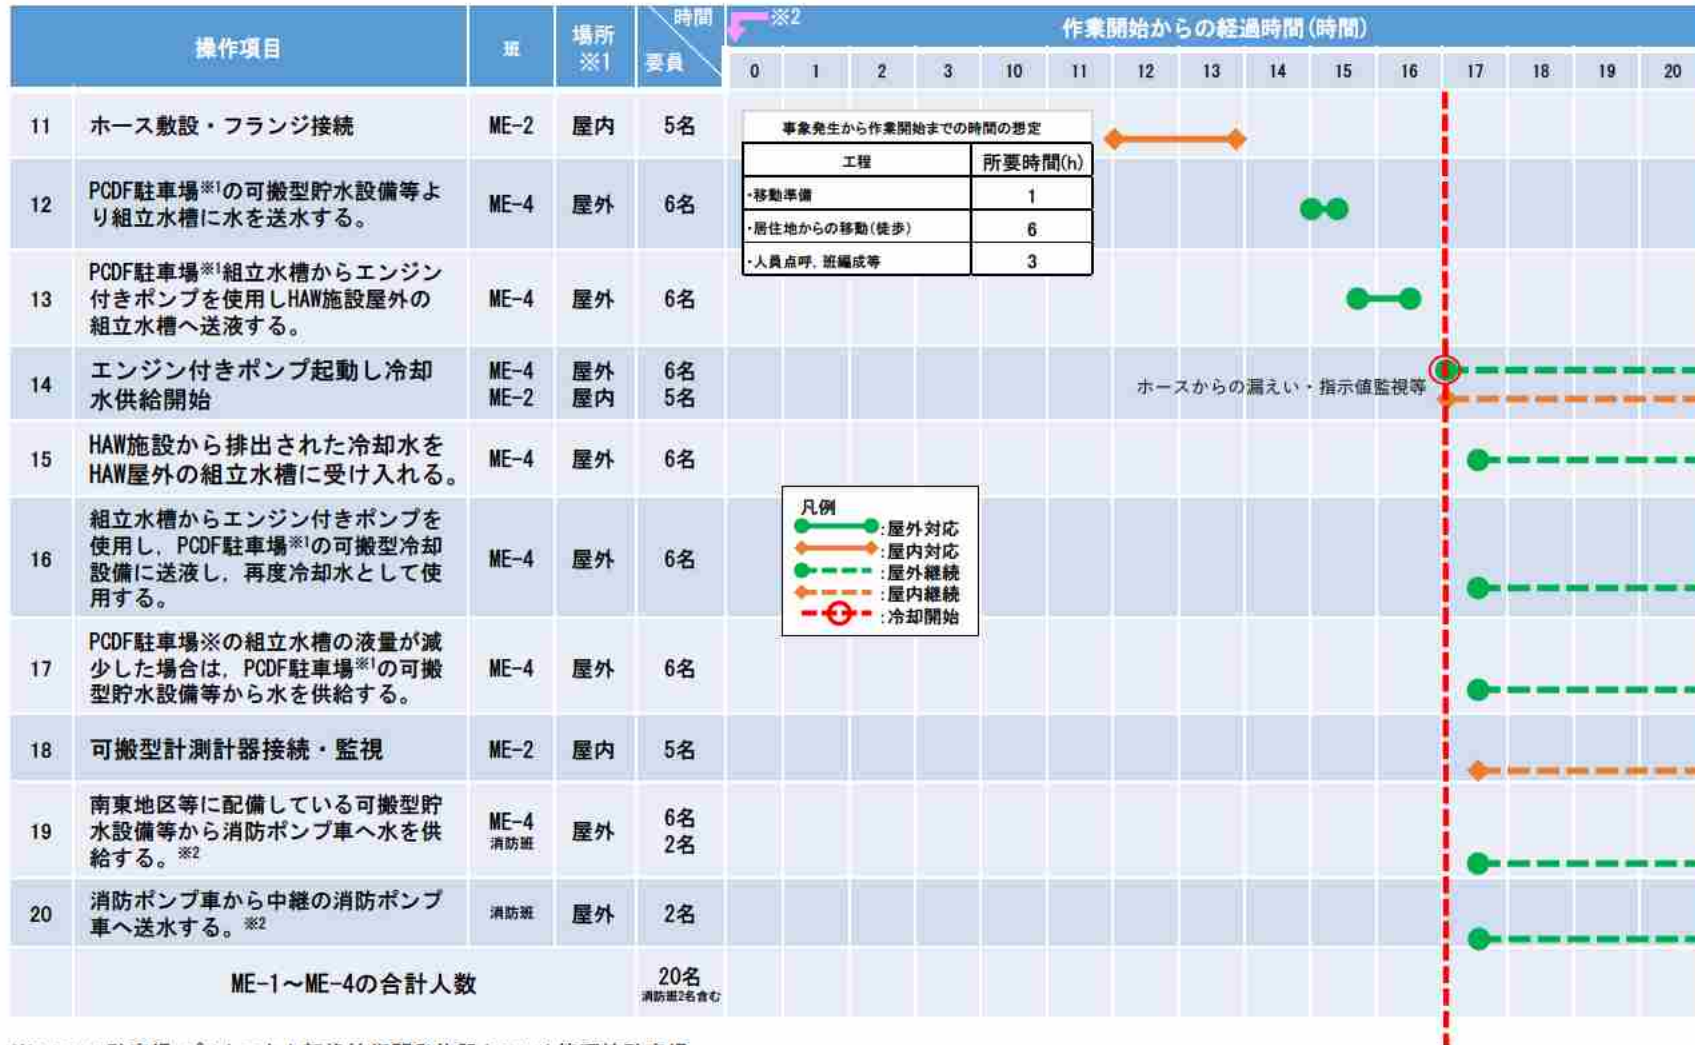 操作項目
班
場所
※1
時間
要員
※2
作業開始からの経過時間(時間)
0 1 2 3 10 11 12 13 14 15 16 17 18 19 20
11 ホース敷設・フランジ接続 ME-2 屋内 5名
事象発生から作業開始までの時間の想定
工程 所要時間(h)
・移動準備 1
・居住地からの移動(徒歩) 6
・人員点呼，班編成等 3
12 PCDF駐車場※1の可搬型貯水設備等よ
り組立水槽に水を送水する。
ME-4 屋外 6名
13 PCDF駐車場※1組立水槽からエンジン
付きポンプを使用しHAW施設屋外の
組立水槽へ送液する。
ME-4 屋外 6名
14 エンジン付きポンプ起動し冷却
水供給開始
ME-4 屋外 6名
ME-2 屋内 5名
ホースからの漏えい・指示値監視等
15 HAW施設から排出された冷却水を
HAW屋外の組立水槽に受け入れる。
ME-4 屋外 6名
16 組立水槽からエンジン付きポンプを
使用し，PCDF駐車場※1の可搬型冷却
設備に送液し，再度冷却水として使
用する。
ME-4 屋外 6名
凡例
:屋外対応
:屋内対応
:屋外継続
:屋内継続
:冷却開始
17 PCDF駐車場※の組立水槽の液量が減
少した場合は，PCDF駐車場※1の可搬
型貯水設備等から水を供給する。
ME-4 屋外 6名
18 可搬型計測計器接続・監視 ME-2 屋内 5名
19 南東地区等に配備している可搬型貯
水設備等から消防ポンプ車へ水を供
給する。※2
ME-4 屋外 6名
消防班 2名
20 消防ポンプ車から中継の消防ポンプ
車へ送水する。※2
消防班 屋外 2名
ME-1～ME-4の合計人数 20名
消防班2名含む